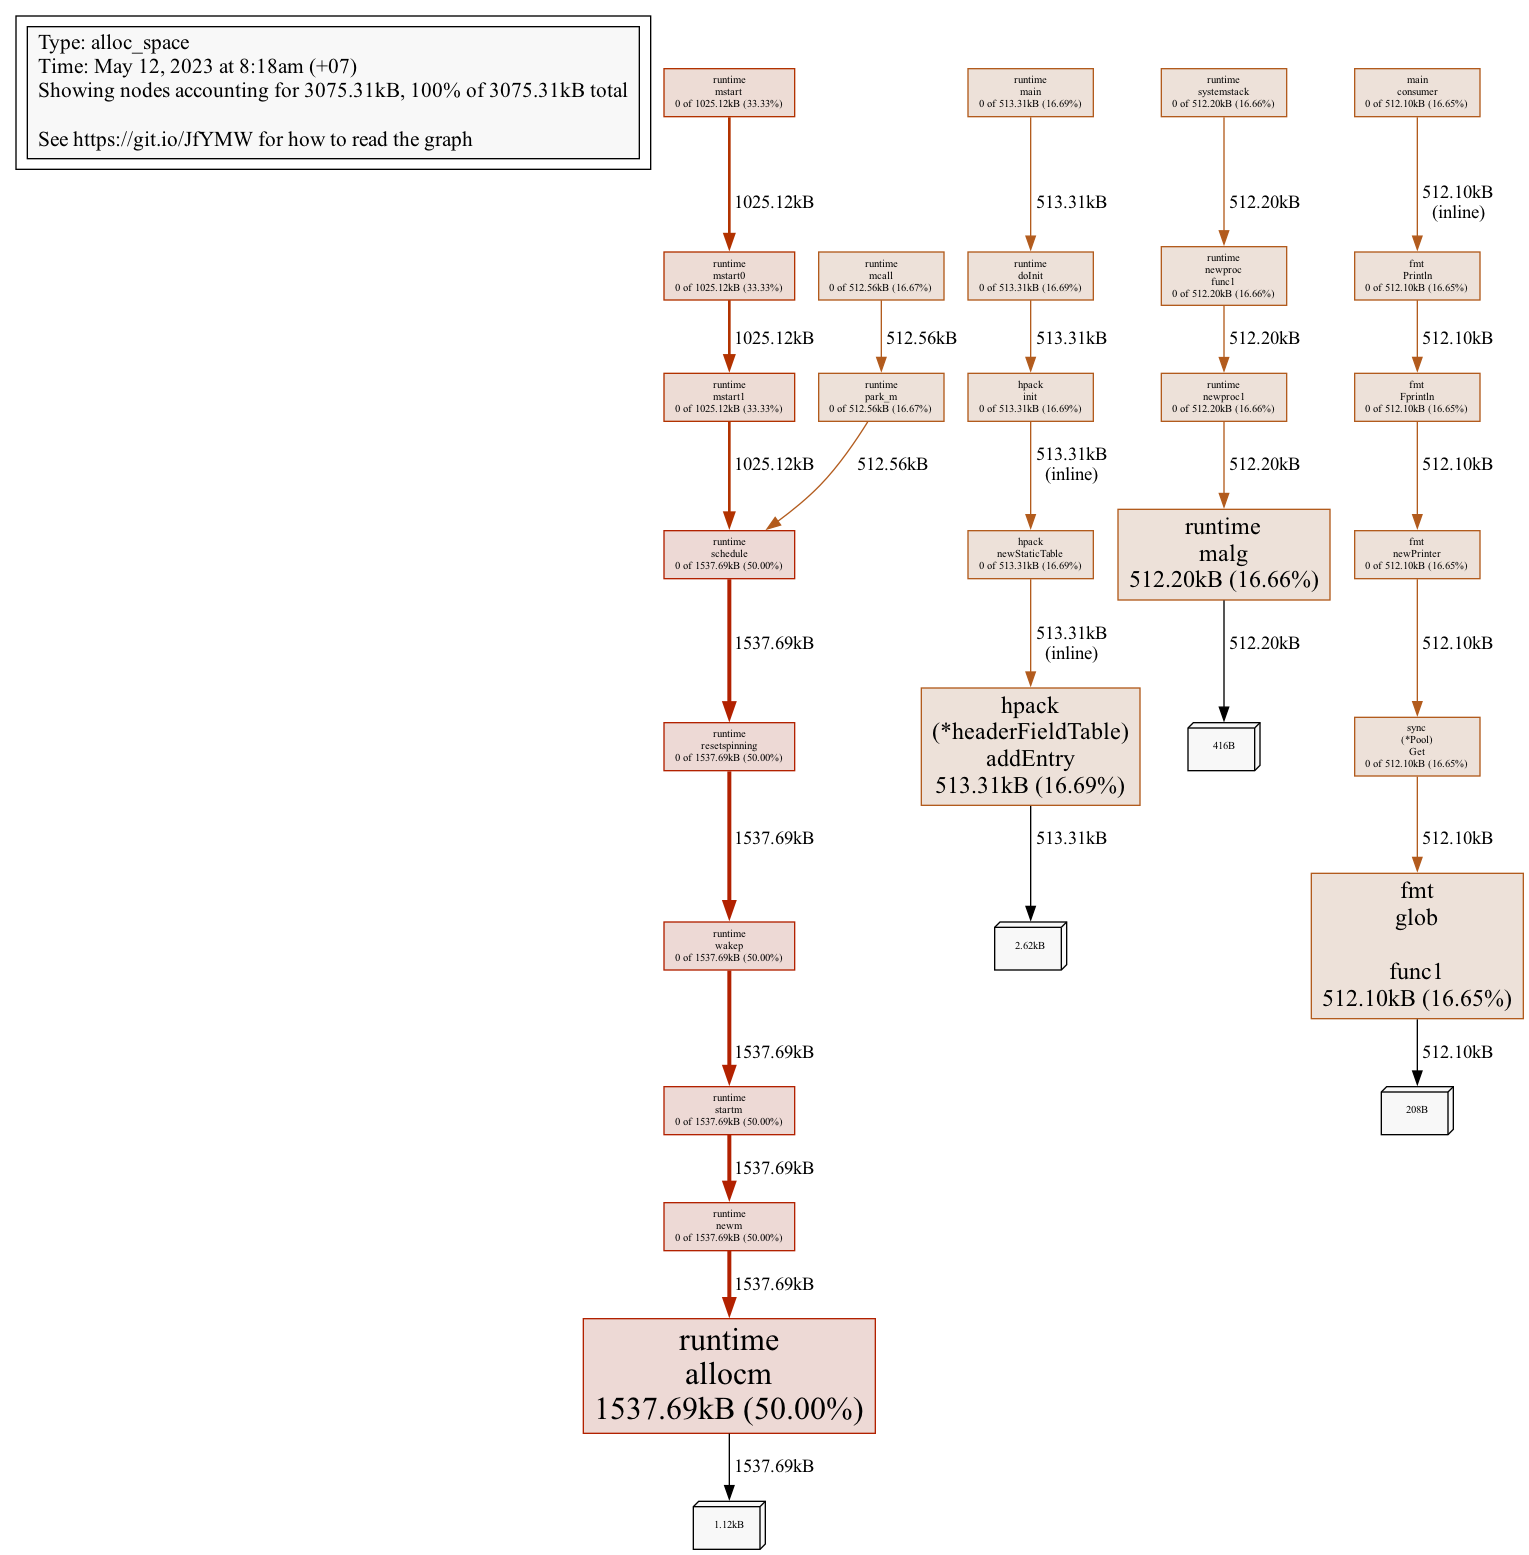 Type: alloc_space
Time: May 12, 2023 at 8:18am (+07)
Showing nodes accounting for 3075.31kB, 100% of 3075.31kB total
See https://git.io/JfYMW for how to read the graph
runtime
mstart
0 of 1025.12kB (33.33%)
runtime
main
0 of 513.31kB (16.69%)
runtime
systemstack
0 of 512.20kB (16.66%)
main
consumer
0 of 512.10kB (16.65%)
1025.12kB
513.31kB
512.20kB
512.10kB
(inline)
runtime
mstart0
0 of 1025.12kB (33.33%)
runtime
mcall
0 of 512.56kB (16.67%)
runtime
doInit
0 of 513.31kB (16.69%)
runtime
newproc
func1
0 of 512.20kB (16.66%)
fmt
Println
0 of 512.10kB (16.65%)
1025.12kB
512.56kB
513.31kB
512.20kB
512.10kB
runtime
mstart1
0 of 1025.12kB (33.33%)
runtime
park_m
0 of 512.56kB (16.67%)
hpack
init
0 of 513.31kB (16.69%)
runtime
newproc1
0 of 512.20kB (16.66%)
fmt
Fprintln
0 of 512.10kB (16.65%)
1025.12kB
512.56kB
513.31kB
(inline)
512.20kB
512.10kB
runtime
schedule
0 of 1537.69kB (50.00%)
hpack
newStaticTable
0 of 513.31kB (16.69%)
runtime
malg
512.20kB (16.66%)
fmt
newPrinter
0 of 512.10kB (16.65%)
1537.69kB
513.31kB
(inline)
512.20kB
512.10kB
runtime
resetspinning
0 of 1537.69kB (50.00%)
hpack
(*headerFieldTable)
addEntry
513.31kB (16.69%)
416B
sync
(*Pool)
Get
0 of 512.10kB (16.65%)
1537.69kB
513.31kB
512.10kB
runtime
wakep
0 of 1537.69kB (50.00%)
2.62kB
fmt
glob
func1
512.10kB (16.65%)
1537.69kB
512.10kB
runtime
startm
0 of 1537.69kB (50.00%)
208B
1537.69kB
runtime
newm
0 of 1537.69kB (50.00%)
1537.69kB
runtime
allocm
1537.69kB (50.00%)
1537.69kB
1.12kB